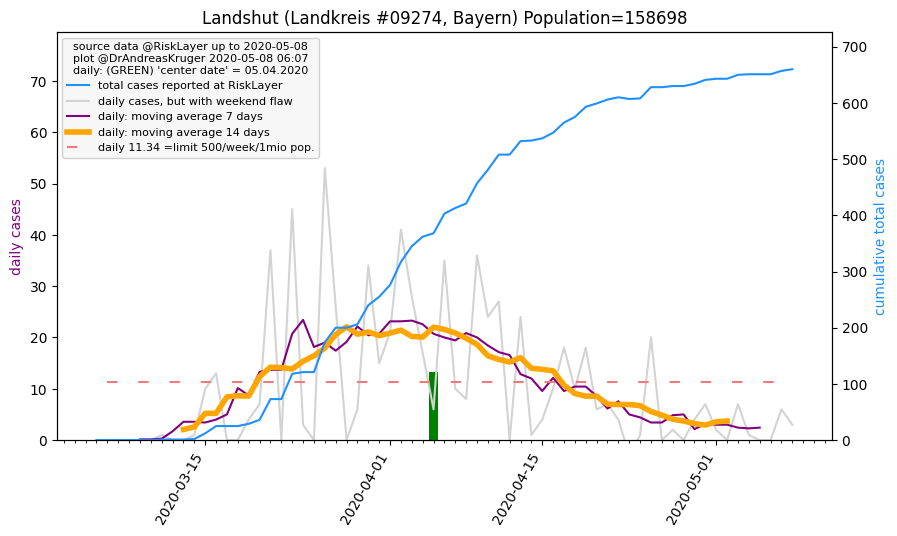 Landshut (Landkreis #09274, Bayern) Population=158698
source data @RiskLayer up to 2020-05-08
plot @DrAndreasKruger 2020-05-08 06:07
daily: (GREEN) 'center date' = 05.04.2020
total cases reported at RiskLayer
daily cases, but with weekend flaw
daily: moving average 7 days
daily: moving average 14 days
daily 11.34 =limit 500/week/1mio pop.
daily cases
70
60
50
40
30
20
10
0
700
600
500
400
300
200
100
0
cumulative total cases
2020-03-15
2020-04-01
2020-04-15
2020-05-01